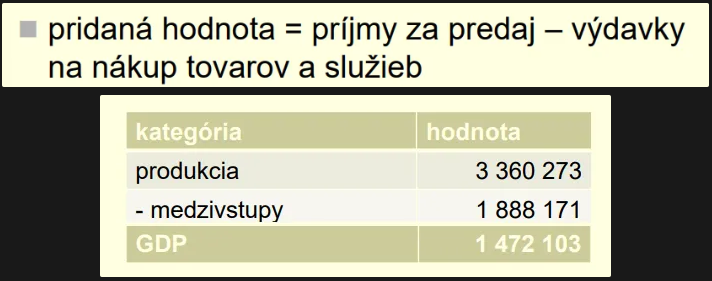 pridaná hodnota = príjmy za predaj – výdavky
na nákup tovarov a služieb
kategória hodnota
produkcia 3 360 273
- medzivstupy 1 888 171
GDP 1 472 103